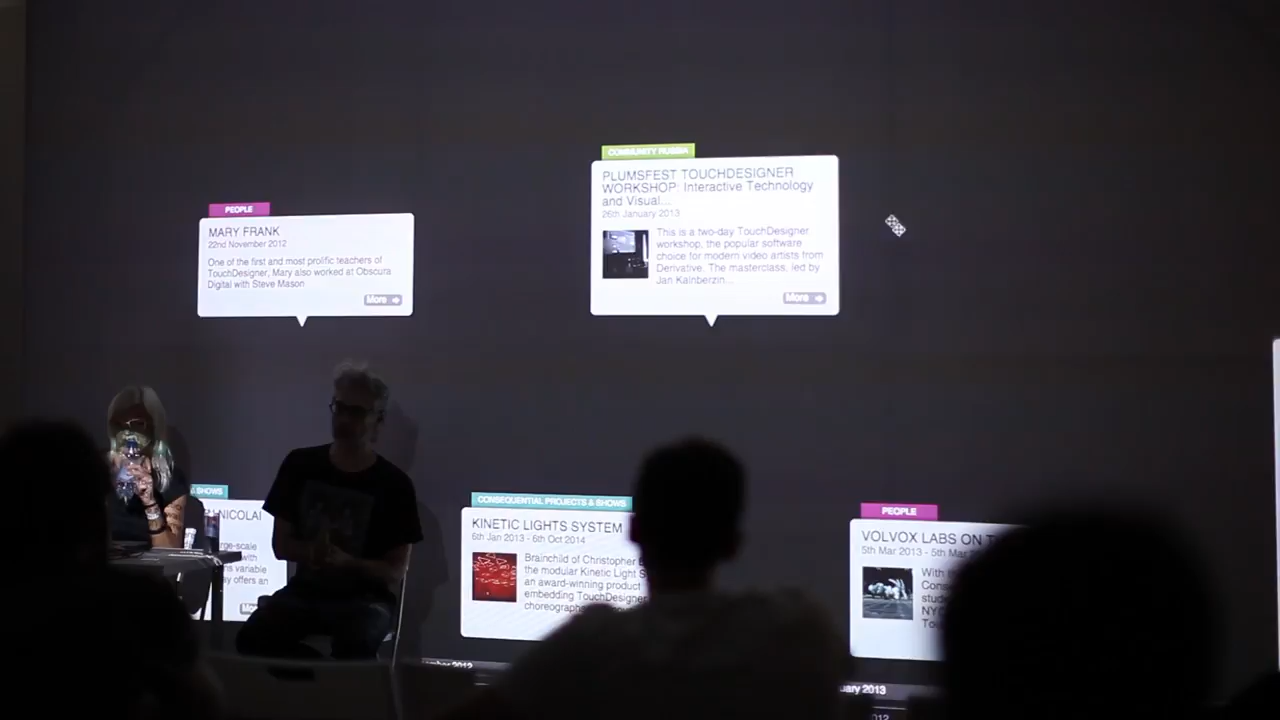 COMMUNITY RUSSIA
PLUMSFEST TOUCHDESIGNER
WORKSHOP: Interactive Technology
and Visual...
26th January 2013
This is a two-day TouchDesigner
workshop, the popular software
choice for modern video artists from
Derivative. The masterclass, led by
Jan Kalnberzin...
More
PEOPLE
MARY FRANK
22nd November 2012
One of the first and most prolific teachers of
TouchDesigner, Mary also worked at Obscura
Digital with Steve Mason
More
& SHOWS
NICOLAI
with
variable
offers an
CONSEQUENTIAL PROJECTS & SHOWS
KINETIC LIGHTS SYSTEM
6th Jan 2013 - 6th Oct 2014
Brainchild of Christopher
the modular Kinetic Light
an award-winning product
embedding TouchDesigner
PEOPLE
VOLVOX LABS ON
5th Mar 2013 - 5th Mar
2012
2013